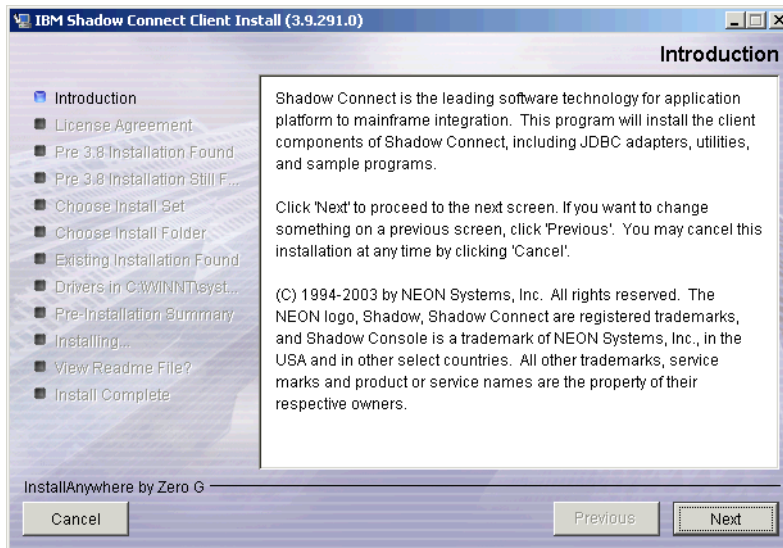 IBM Shadow Connect Client Install (3.9.291.0)
Introduction
Introduction
License Agreement
Pre 3.8 Installation Found
Pre 3.8 Installation Still F...
Choose Install Set
Choose Install Folder
Existing Installation Found
Drivers in C:\WINNT\syst...
Pre-Installation Summary
Installing...
View Readme File?
Install Complete
Shadow Connect is the leading software technology for application
platform to mainframe integration. This program will install the client
components of Shadow Connect, including JDBC adapters, utilities,
and sample programs.
Click 'Next' to proceed to the next screen. If you want to change
something on a previous screen, click 'Previous'. You may cancel this
installation at any time by clicking 'Cancel'.
(C) 1994-2003 by NEON Systems, Inc. All rights reserved. The
NEON logo, Shadow, Shadow Connect are registered trademarks,
and Shadow Console is a trademark of NEON Systems, Inc., in the
USA and in other select countries. All other trademarks, service
marks and product or service names are the property of their
respective owners.
InstallAnywhere by Zero G
Cancel
Previous
Next